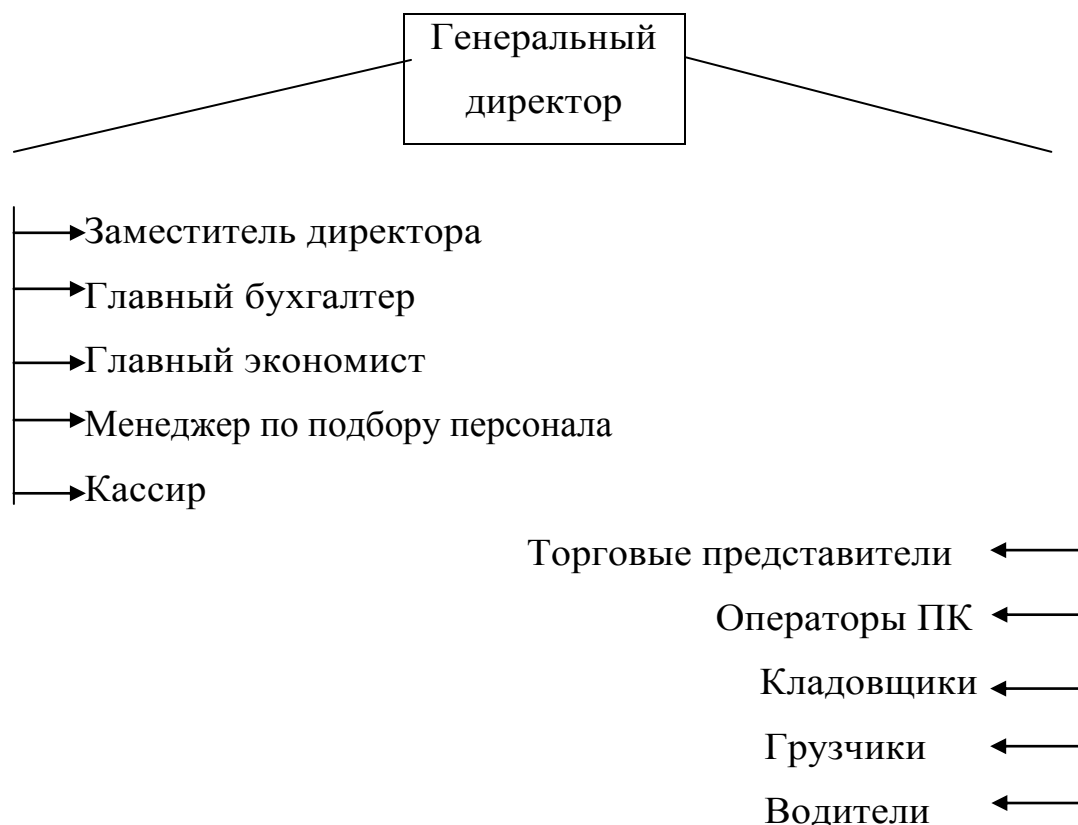 Генеральный
директор
Заместитель директора
Главный бухгалтер
Главный экономист
Менеджер по подбору персонала
Кассир
Торговые представители
Операторы ПК
Кладовщики
Грузчики
Водители